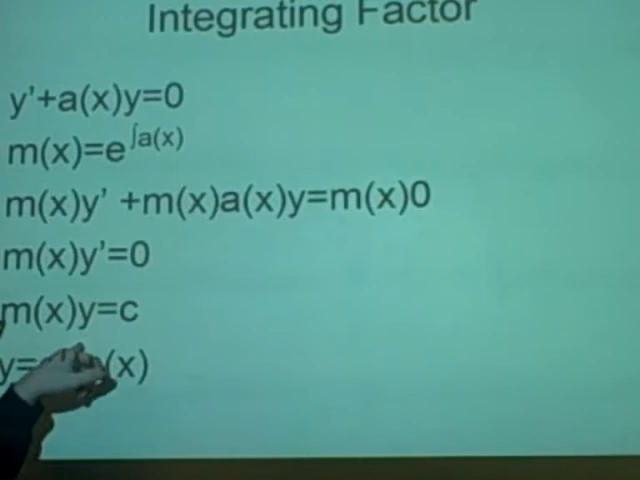 Integrating Factor
y'+a(x)y=0
m(x)=e^∫a(x)
m(x)y' +m(x)a(x)y=m(x)0
m(x)y'=0
m(x)y=c
y= (x)